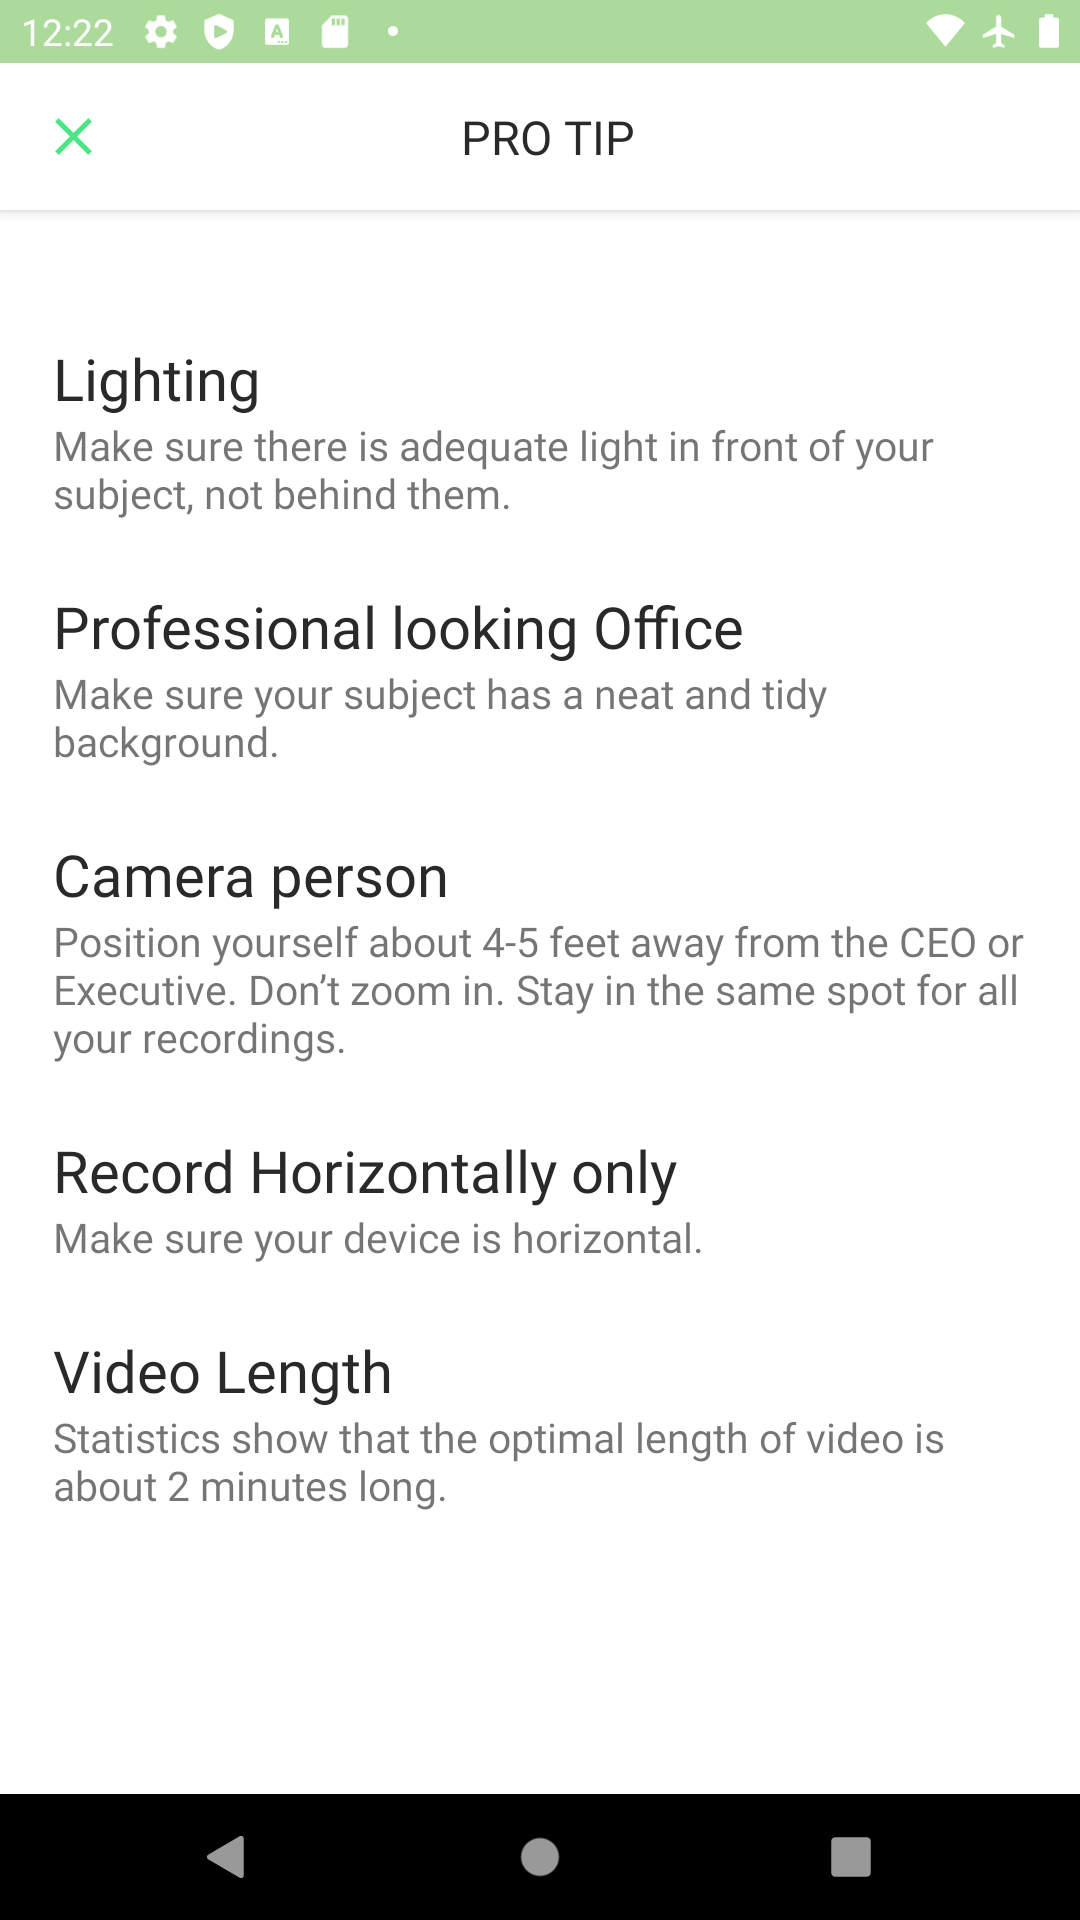 12:22
PRO TIP
Lighting
Make sure there is adequate light in front of your
subject, not behind them.
Professional looking Office
Make sure your subject has a neat and tidy
background.
Camera person
Position yourself about 4-5 feet away from the CEO or
Executive. Don’t zoom in. Stay in the same spot for all
your recordings.
Record Horizontally only
Make sure your device is horizontal.
Video Length
Statistics show that the optimal length of video is
about 2 minutes long.